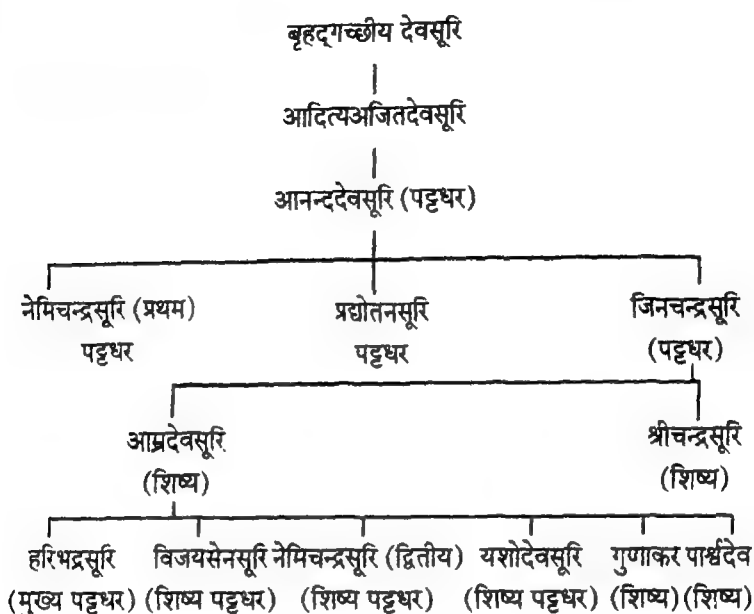 बृहद्गच्छीय देवसूरि
आदित्यअजितदेवसूरि
आनन्ददेवसूरि (पट्टधर)
नेमिचन्द्रसूरि (प्रथम) प्रद्योतनसूरि जिनचन्द्रसूरि
पट्टधर पट्टधर (पट्टधर)
आम्रदेवसूरि श्रीचन्द्रसूरि
(शिष्य) (शिष्य)
हरिभद्रसूरि विजयसेनसूरि नेमिचन्द्रसूरि (द्वितीय) यशोदेवसूरि गुणाकर पार्श्वदेव
(मुख्य पट्टधर) (शिष्य पट्टधर) (शिष्य पट्टधर) (शिष्य पट्टधर) (शिष्य) (शिष्य)